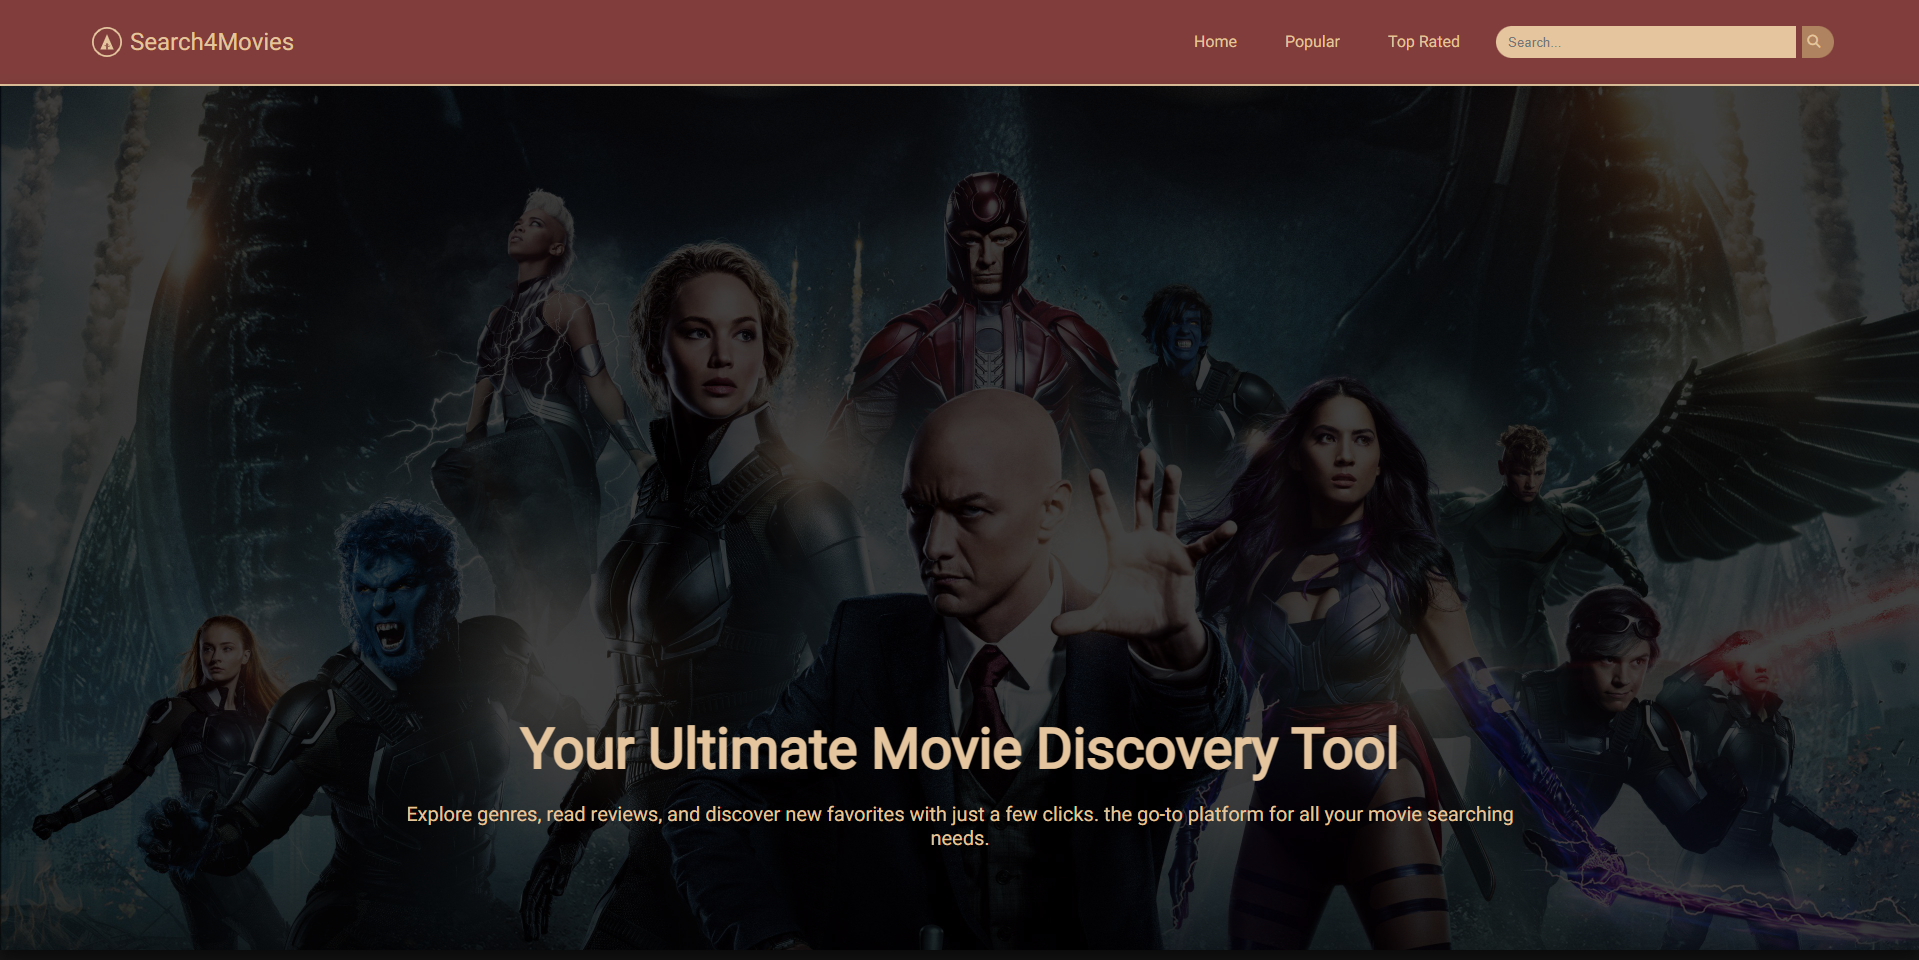 Search4Movies
Home Popular Top Rated Search...
Your Ultimate Movie Discovery Tool
Explore genres, read reviews, and discover new favorites with just a few clicks. the go-to platform for all your movie searching
needs.